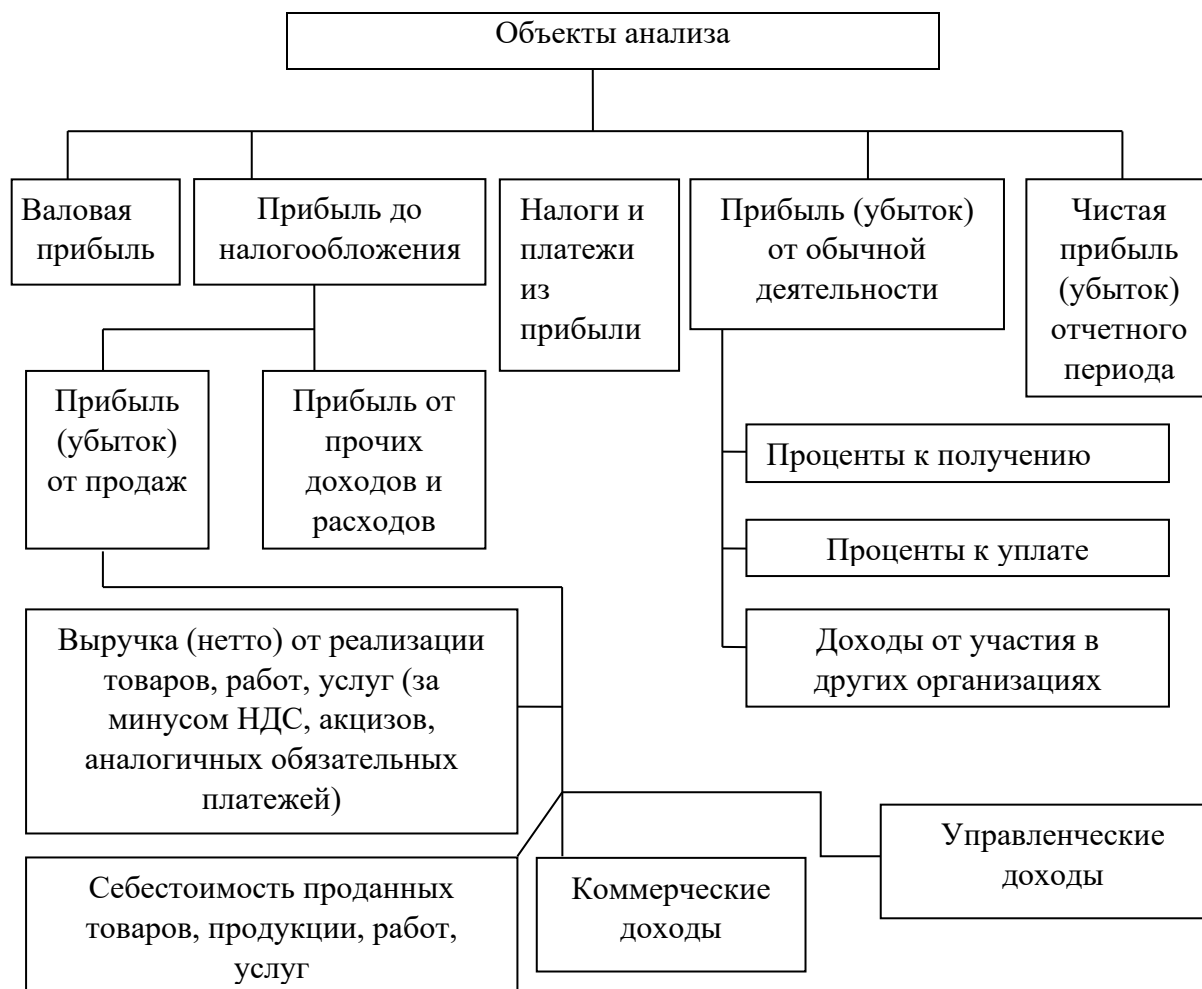 Объекты анализа
Валовая
прибыль
Прибыль до
налогообложения
Налоги и
платежи
из
прибыли
Прибыль (убыток)
от обычной
деятельности
Чистая
прибыль
(убыток)
отчетного
периода
Прибыль
(убыток)
от продаж
Прибыль от
прочих
доходов и
расходов
Проценты к получению
Проценты к уплате
Доходы от участия в
других организациях
Выручка (нетто) от реализации
товаров, работ, услуг (за
минусом НДС, акцизов,
аналогичных обязательных
платежей)
Себестоимость проданных
товаров, продукции, работ,
услуг
Коммерческие
доходы
Управленческие
доходы